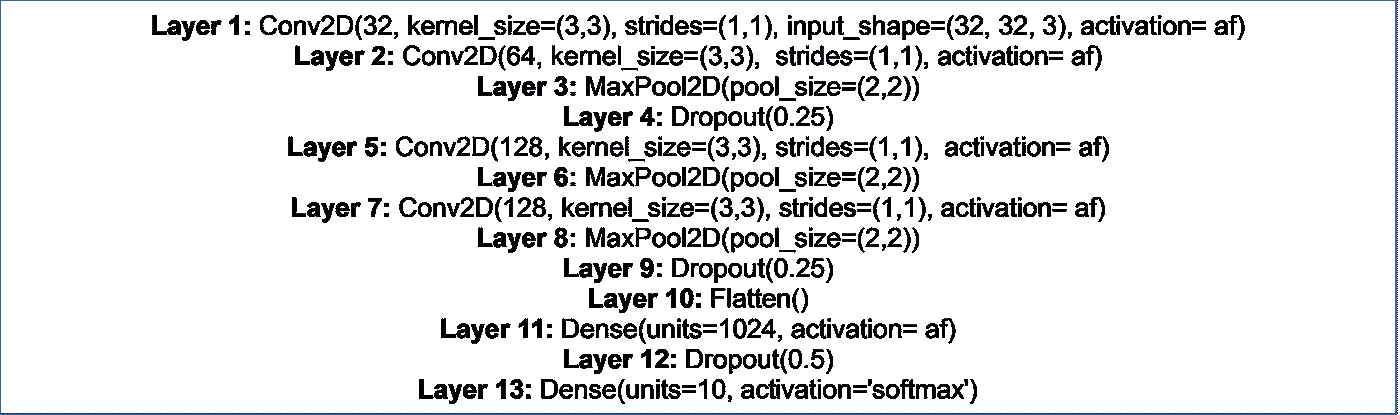 Layer 1: Conv2D(32, kernel_size=(3,3), strides=(1,1), input_shape=(32, 32, 3), activation= af)
Layer 2: Conv2D(64, kernel_size=(3,3),  strides=(1,1), activation= af)
Layer 3: MaxPool2D(pool_size=(2,2))
Layer 4: Dropout(0.25)
Layer 5: Conv2D(128, kernel_size=(3,3), strides=(1,1),  activation= af)
Layer 6: MaxPool2D(pool_size=(2,2))
Layer 7: Conv2D(128, kernel_size=(3,3), strides=(1,1), activation= af)
Layer 8: MaxPool2D(pool_size=(2,2))
Layer 9: Dropout(0.25)
Layer 10: Flatten()
Layer 11: Dense(units=1024, activation= af)
Layer 12: Dropout(0.5)
Layer 13: Dense(units=10, activation='softmax')